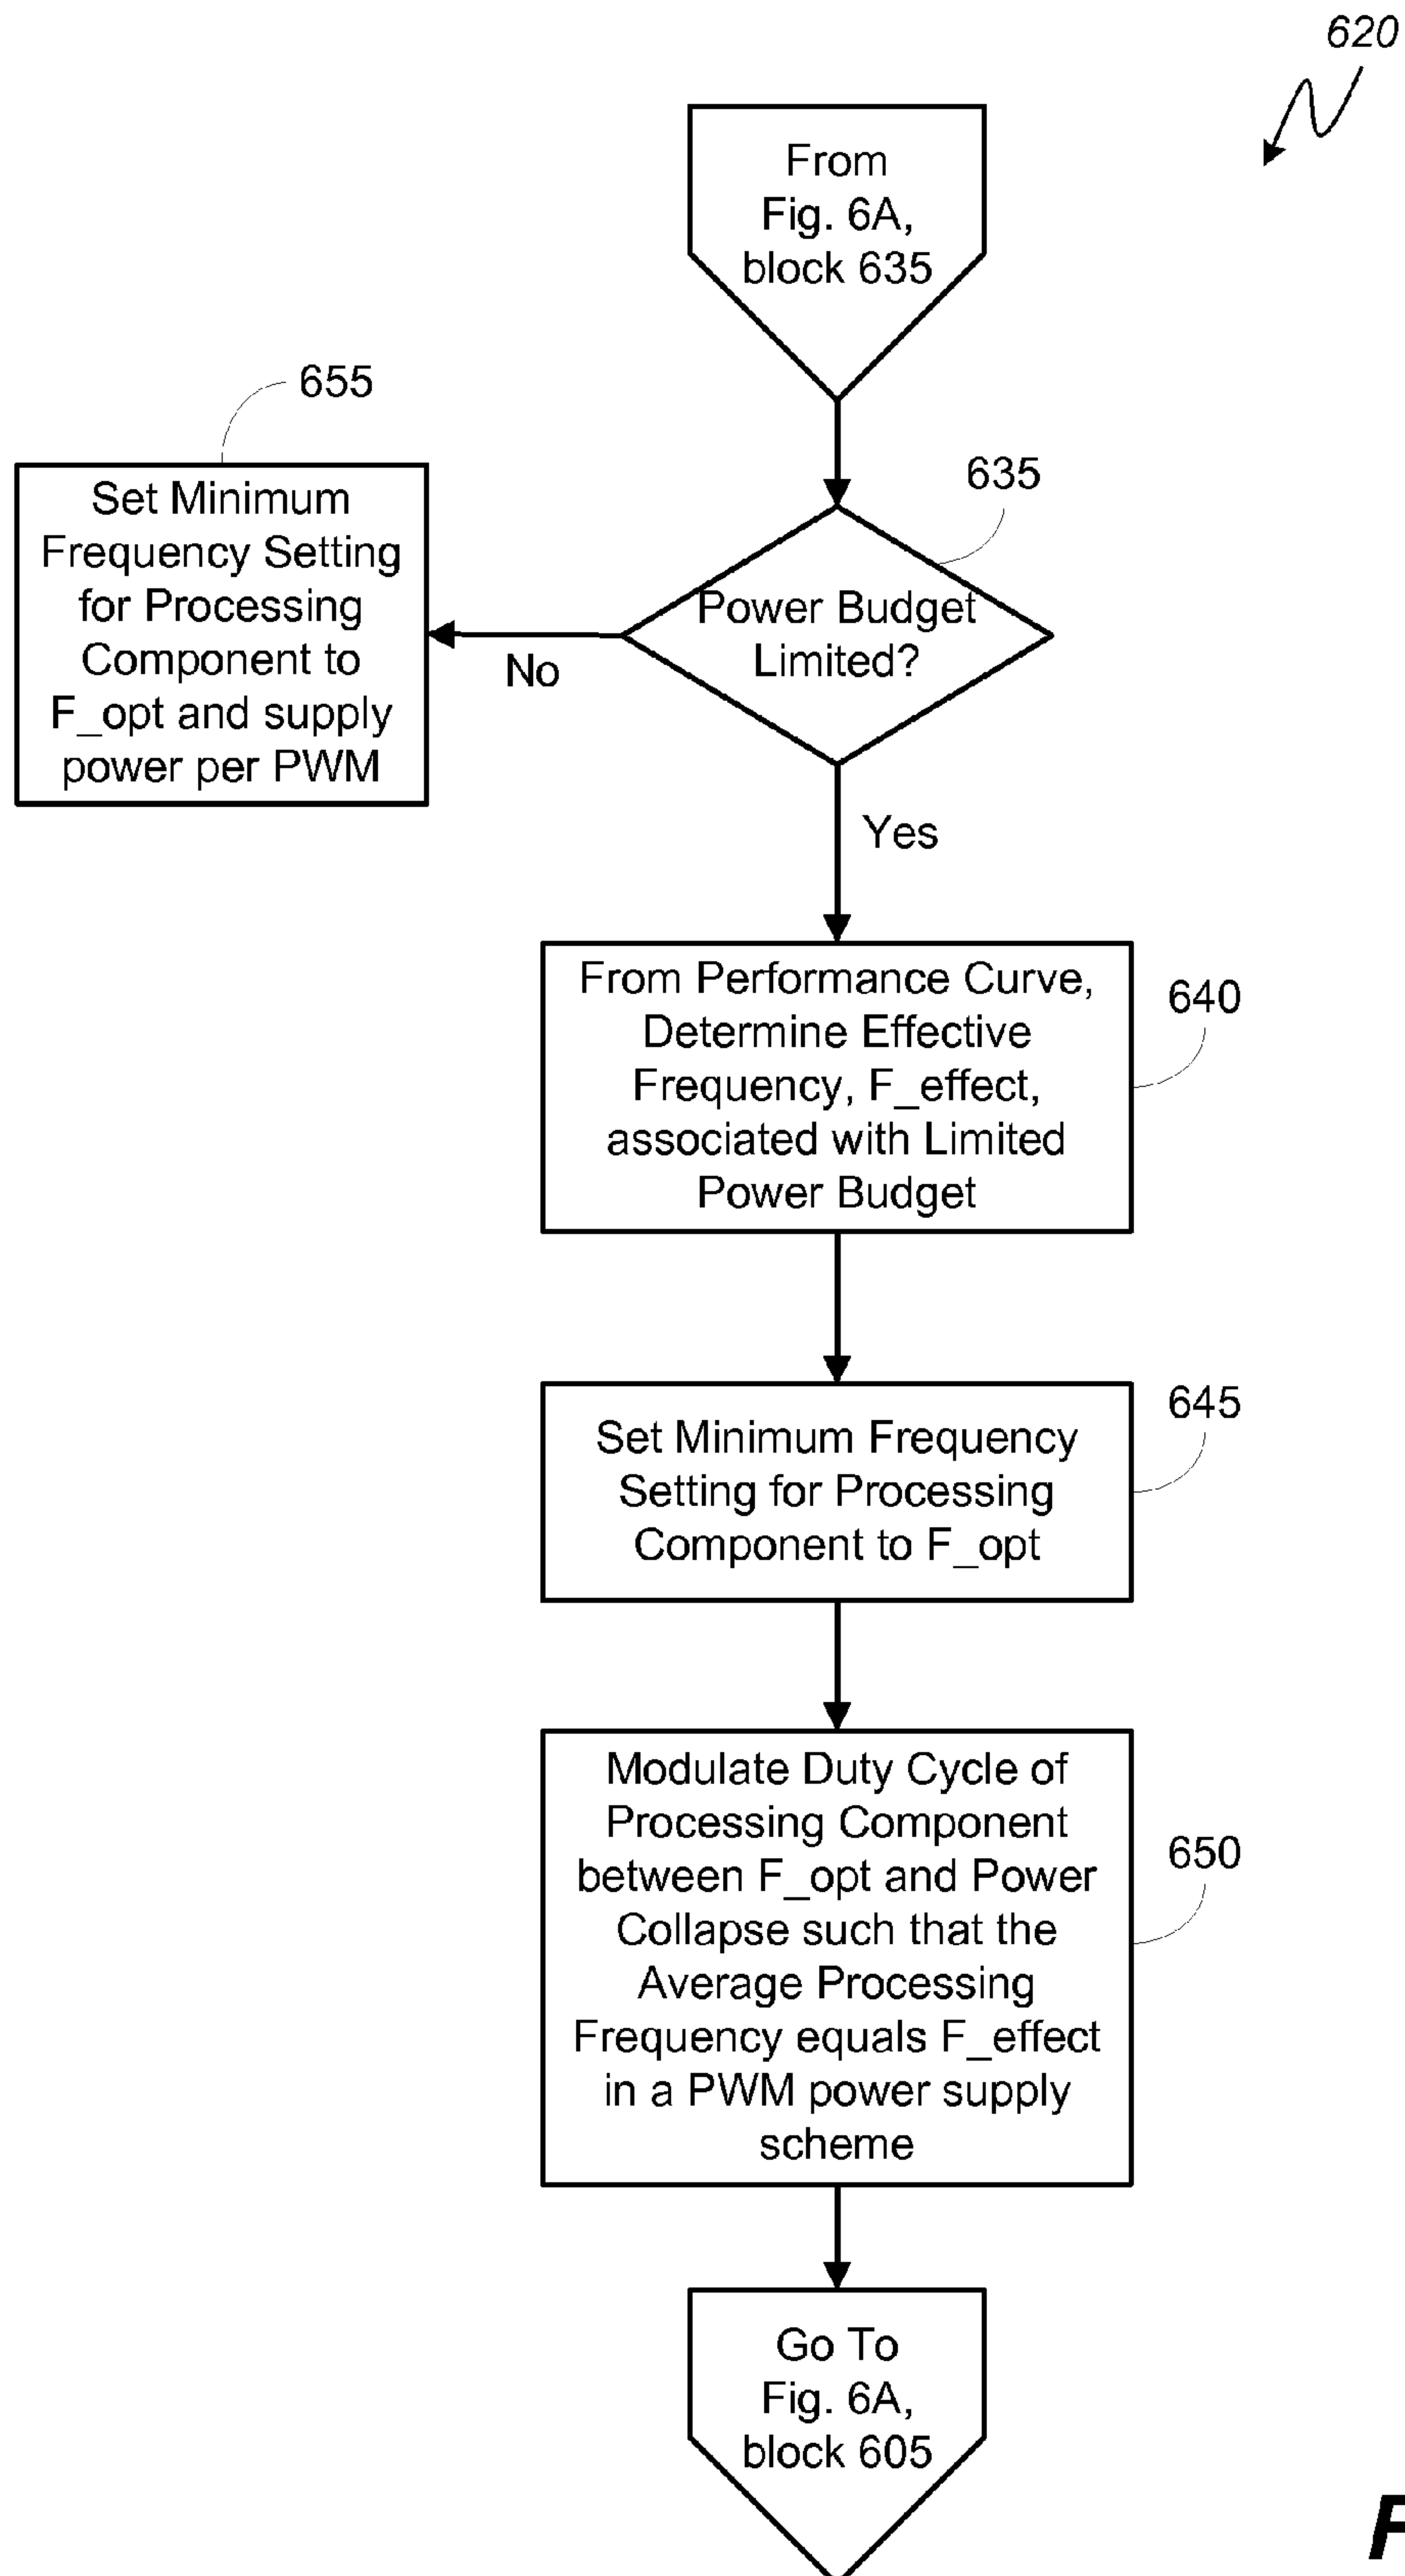 620
From
Fig. 6A,
block 635
655
Set Minimum
Frequency Setting
for Processing
Component to
F_opt and supply
power per PWM
635
Power Budget
Limited?
No
Yes
From Performance Curve,
Determine Effective
Frequency, F_effect,
associated with Limited
Power Budget
640
Set Minimum Frequency
Setting for Processing
Component to F_opt
645
Modulate Duty Cycle of
Processing Component
between F_opt and Power
Collapse such that the
Average Processing
Frequency equals F_effect
in a PWM power supply
scheme
650
Go To
Fig. 6A,
block 605